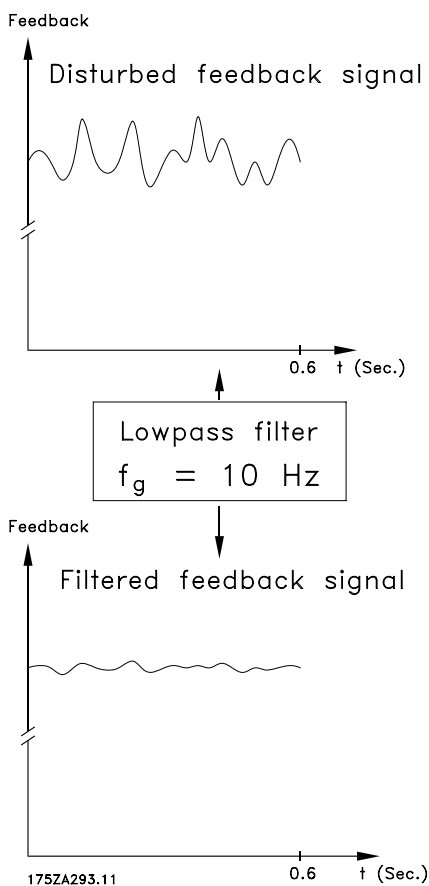 Feedback
Disturbed feedback signal
0.6 t (Sec.)
Lowpass filter
fg = 10 Hz
Feedback
Filtered feedback signal
0.6 t (Sec.)
175ZA293.11